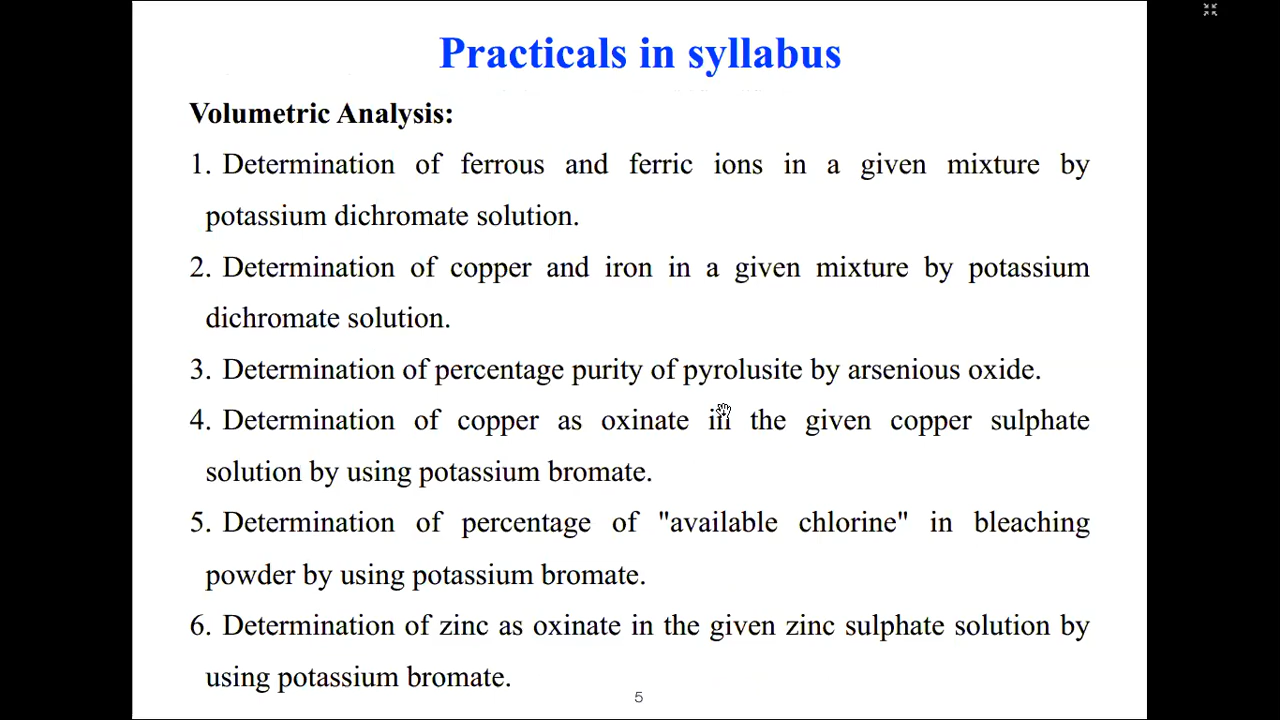 Practicals in syllabus
Volumetric Analysis:
1. Determination of ferrous and ferric ions in a given mixture by
potassium dichromate solution.
2. Determination of copper and iron in a given mixture by potassium
dichromate solution.
3. Determination of percentage purity of pyrolusite by arsenious oxide.
4. Determination of copper as oxinate in the given copper sulphate
solution by using potassium bromate.
5. Determination of percentage of "available chlorine" in bleaching
powder by using potassium bromate.
6. Determination of zinc as oxinate in the given zinc sulphate solution by
using potassium bromate.
5